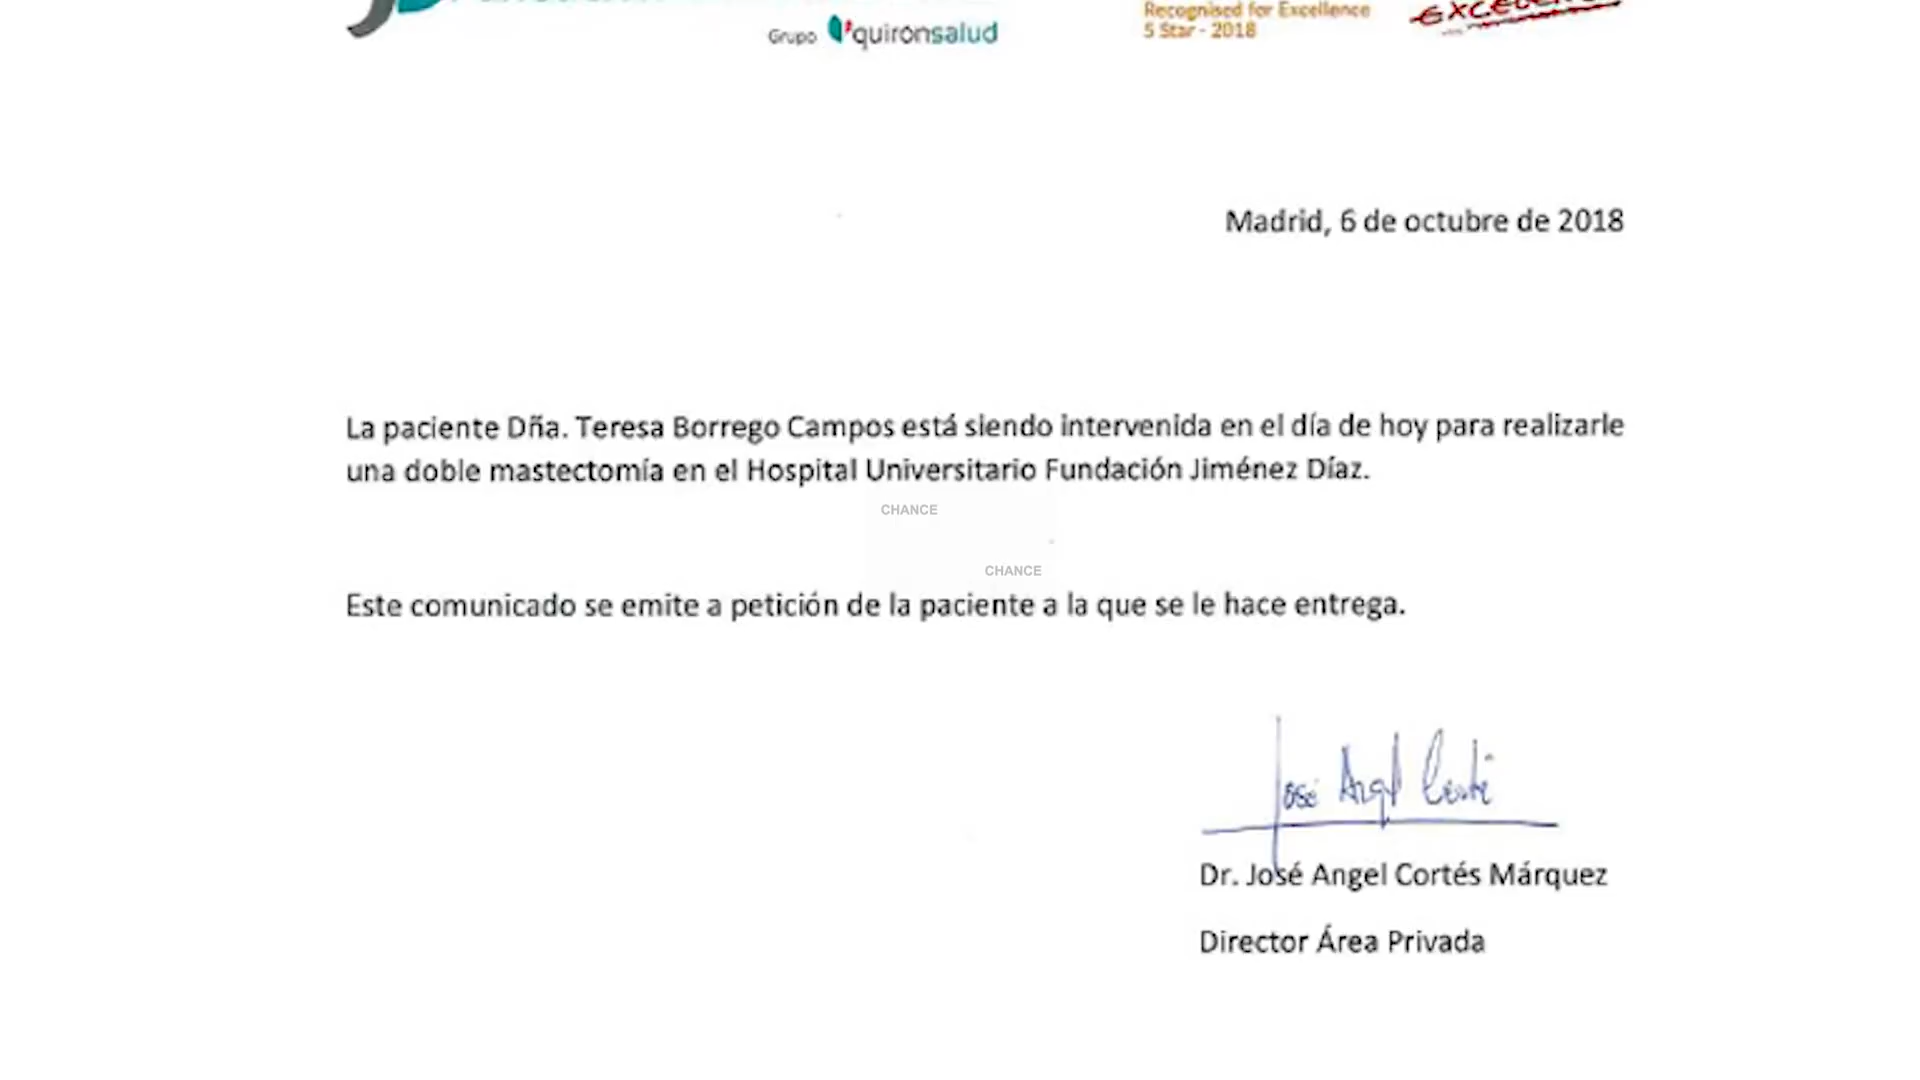 Grupo quironsalud
Recognised for Excellence
5 Star - 2018
Madrid, 6 de octubre de 2018
La paciente Dña. Teresa Borrego Campos está siendo intervenida en el día de hoy para realizarle
una doble mastectomía en el Hospital Universitario Fundación Jiménez Díaz.
CHANCE
CHANCE
Este comunicado se emite a petición de la paciente a la que se le hace entrega.
José Angel Cortés
Dr. José Angel Cortés Márquez
Director Área Privada